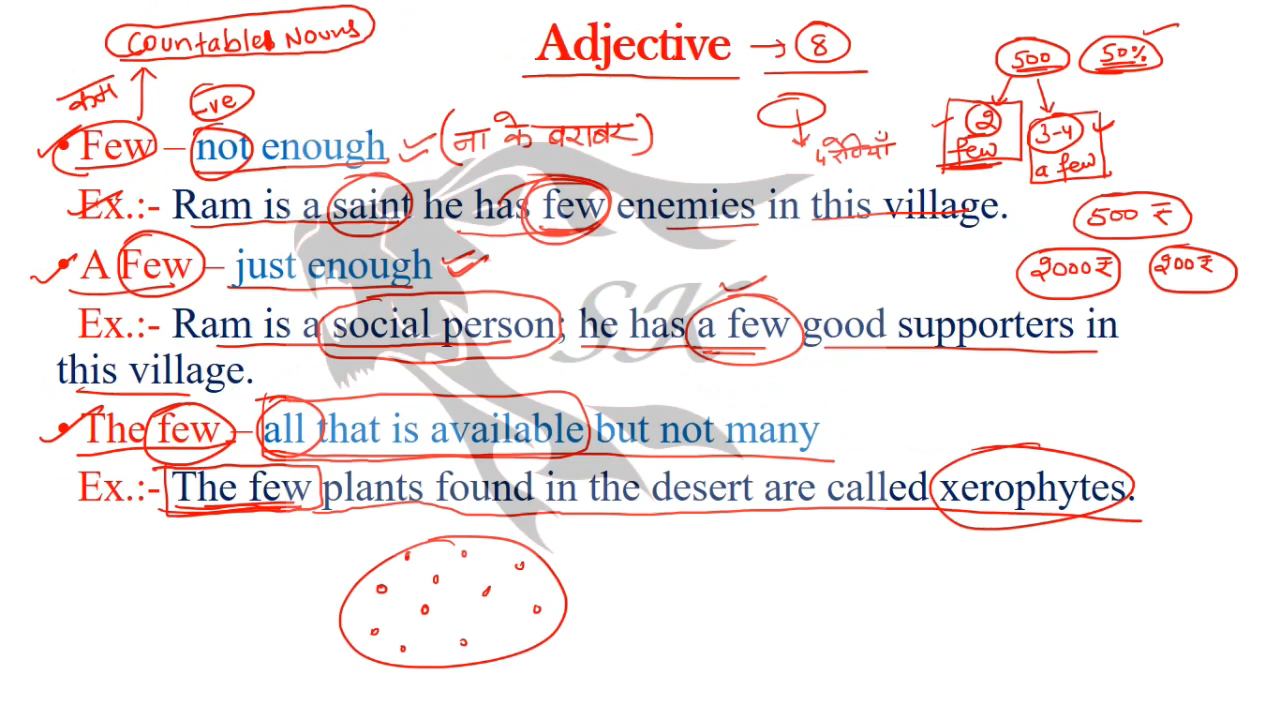 Countable Nouns
Adjective → 8
500 50%
कम
-ve
2 few
3-4 a few
• Few – not enough (ना के बराबर)
Ex.:- Ram is a saint he has few enemies in this village.
500 ₹
• A Few – just enough
2000 ₹ 200 ₹
Ex.:- Ram is a social person; he has a few good supporters in
this village.
SK
• The few – all that is available but not many
Ex.:- The few plants found in the desert are called xerophytes.